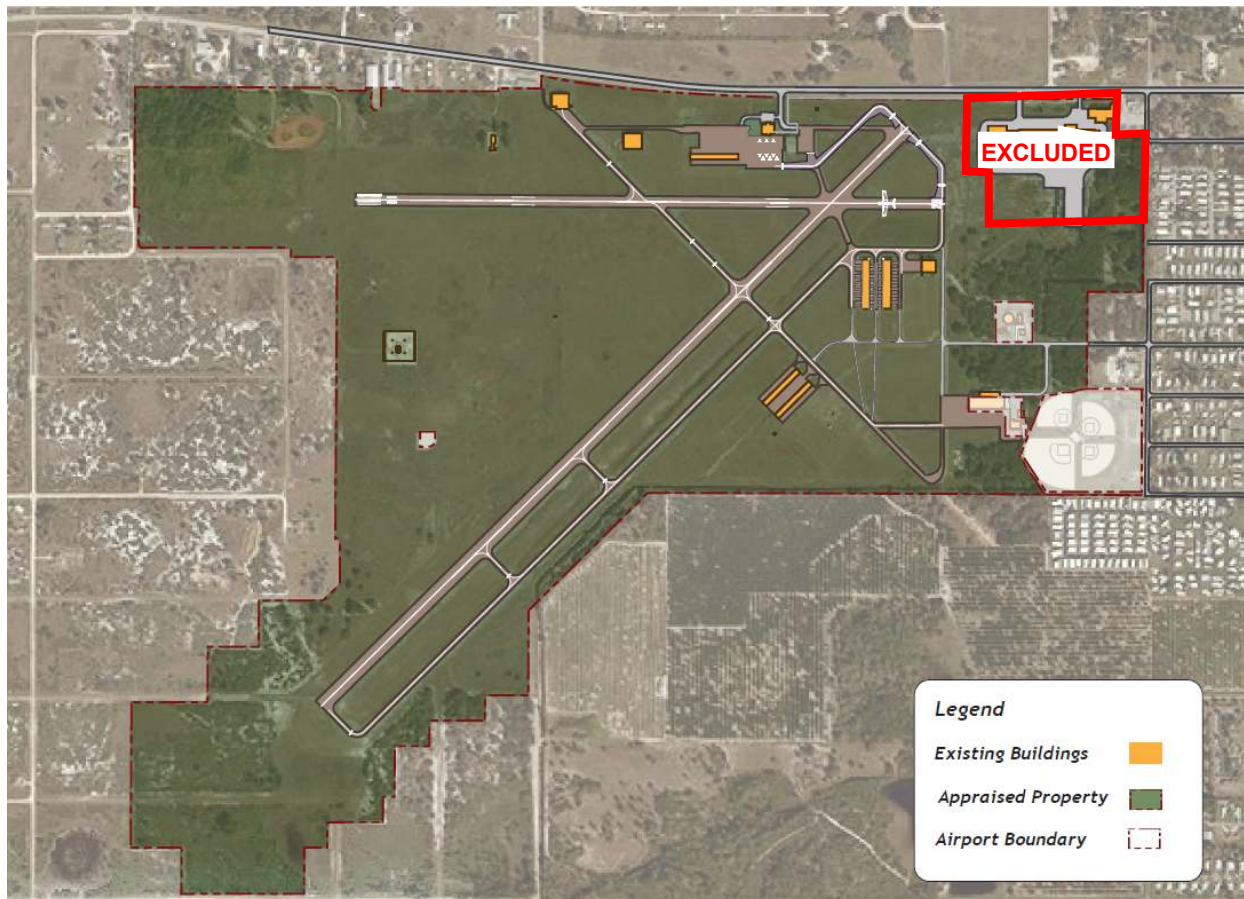 EXCLUDED
Legend
Existing Buildings
Appraised Property
Airport Boundary